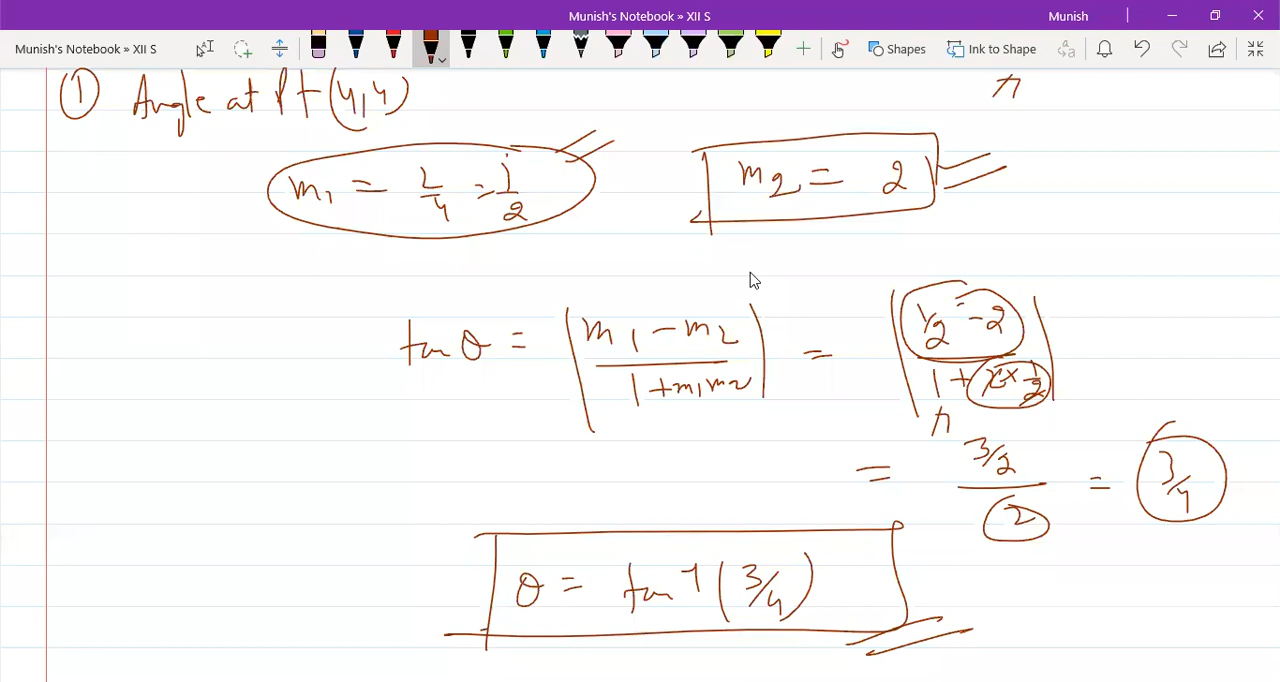 Munish's Notebook » XII S
Munish
Munish's Notebook » XII S
Shapes
Ink to Shape
① Angle at pt (4,4)
m₁ = 2/4 = 1/2
m₂ = 2
tan θ = | (m₁ - m₂) / (1 + m₁m₂) | = | (1/2 - 2) / (1 + 2 × 1/2) |
= (3/2) / 2 = 3/4
θ = tan⁻¹ (3/4)